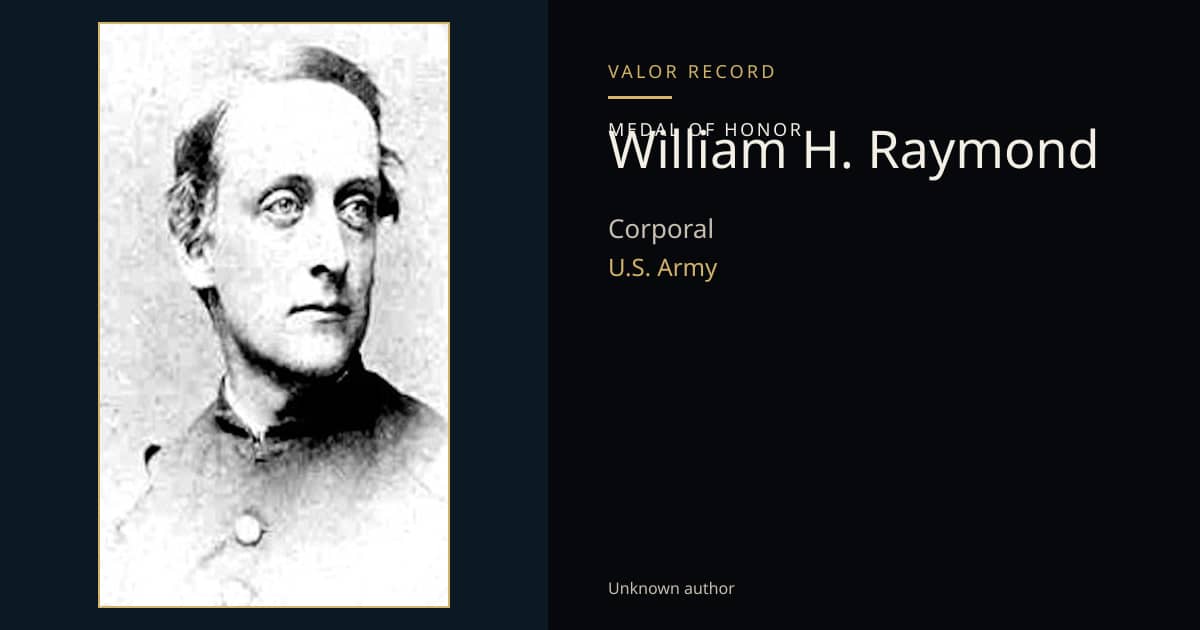 VALOR RECORD
MEDAL OF HONOR
William H. Raymond
Corporal
U.S. Army
Unknown author